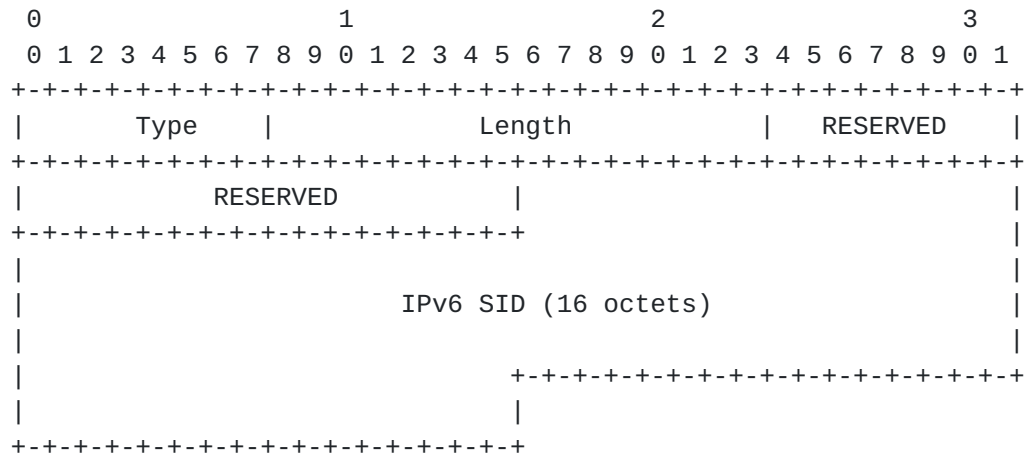 0                   1                   2                   3
 0 1 2 3 4 5 6 7 8 9 0 1 2 3 4 5 6 7 8 9 0 1 2 3 4 5 6 7 8 9 0 1
+-+-+-+-+-+-+-+-+-+-+-+-+-+-+-+-+-+-+-+-+-+-+-+-+-+-+-+-+-+-+-+-+
|       Type    |             Length            |   RESERVED    |
+-+-+-+-+-+-+-+-+-+-+-+-+-+-+-+-+-+-+-+-+-+-+-+-+-+-+-+-+-+-+-+-+
|            RESERVED           |                               |
+-+-+-+-+-+-+-+-+-+-+-+-+-+-+-+-+                               |
|                                                               |
|                        IPv6 SID (16 octets)                   |
|                                                               |
|                               +-+-+-+-+-+-+-+-+-+-+-+-+-+-+-+-+
|                               |
+-+-+-+-+-+-+-+-+-+-+-+-+-+-+-+-+